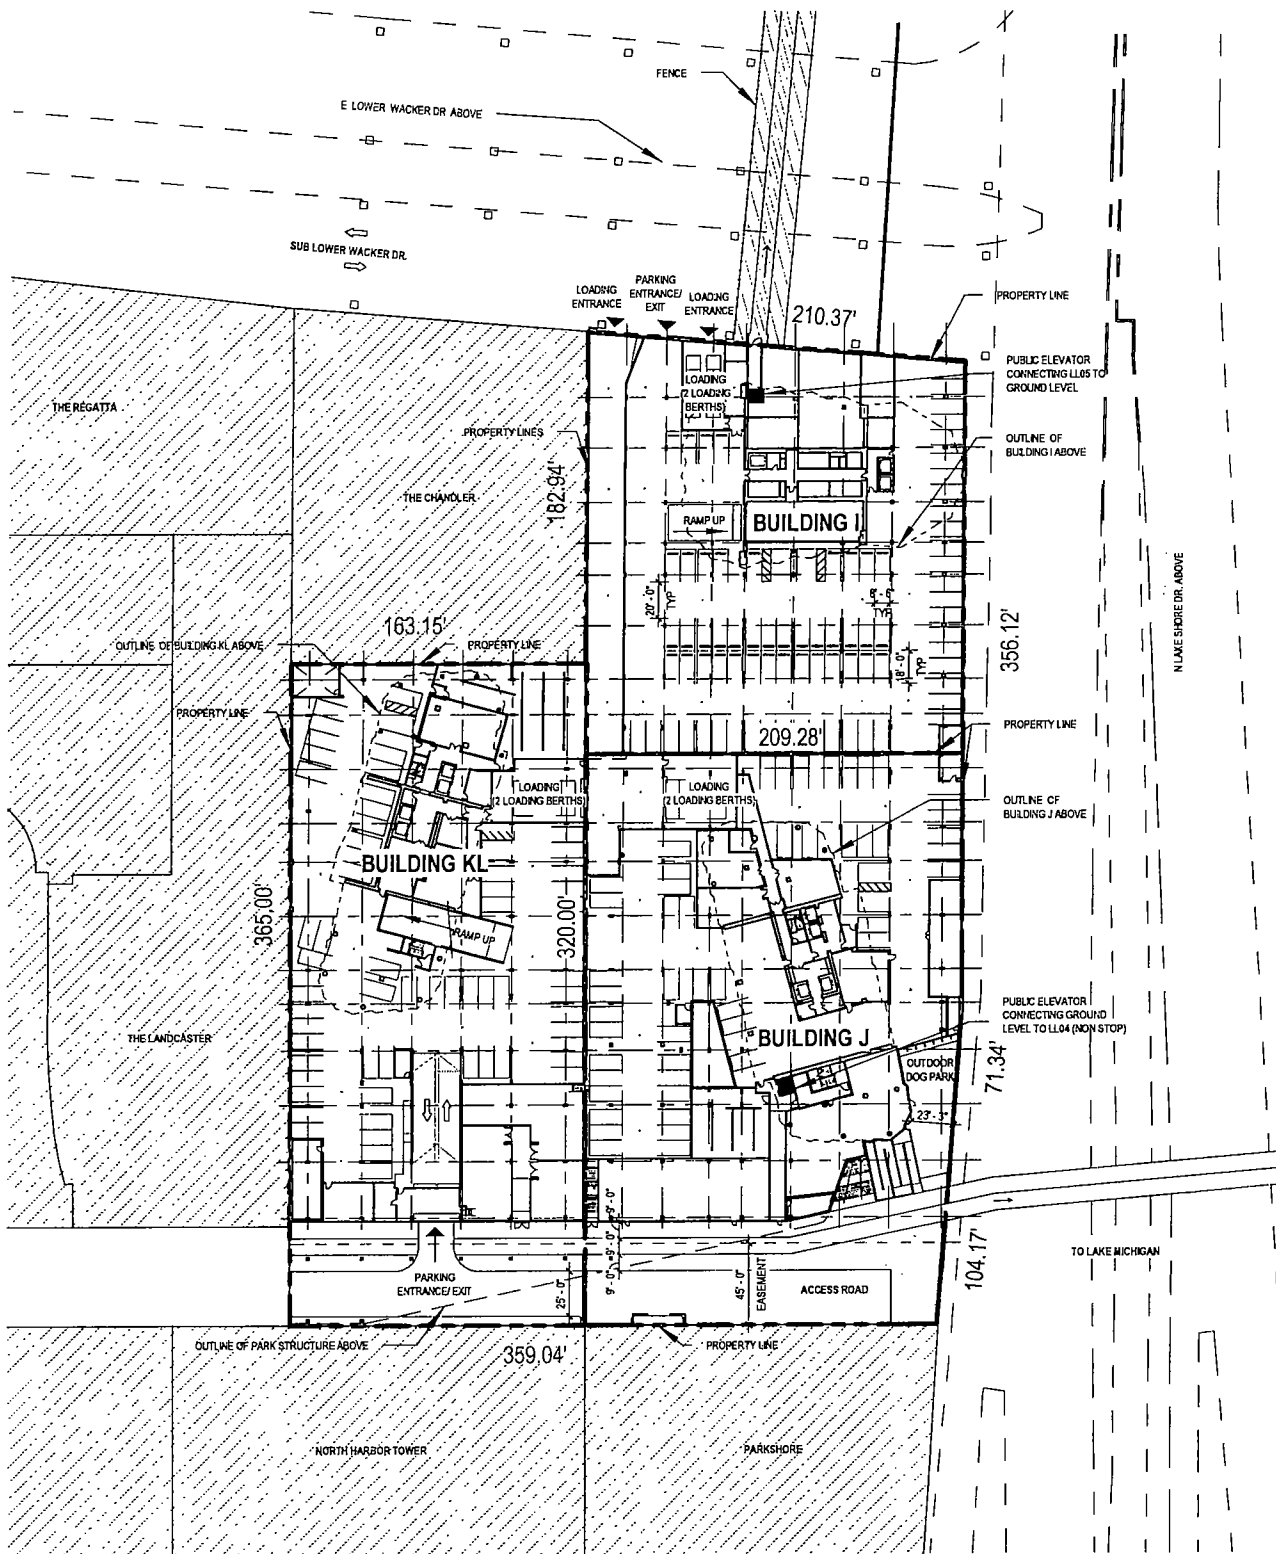 FENCE
E LOWER WACKER DR ABOVE
SUB LOWER WACKER DR.
LOADING
ENTRANCE
PARKING
ENTRANCE/
EXIT
LOADING
ENTRANCE
210.37'
PROPERTY LINE
PUBLIC ELEVATOR
CONNECTING LL05 TO
GROUND LEVEL
LOADING
(2 LOADING
BERTHS)
THE REGATTA
PROPERTY LINES
OUTLINE OF
BUILDING I ABOVE
182.94'
THE CHANDLER
RAMP UP
BUILDING I
N LAKE SHORE DR. ABOVE
20'-0"
TYP
TYP
356.12'
163.15'
OUTLINE OF BUILDING KL ABOVE
PROPERTY LINE
18'-0"
TYP
PROPERTY LINE
PROPERTY LINE
209.28'
LOADING
(2 LOADING BERTHS)
LOADING
(2 LOADING BERTHS)
OUTLINE OF
BUILDING J ABOVE
BUILDING KL
365.00'
320.00'
RAMP UP
PUBLIC ELEVATOR
CONNECTING GROUND
LEVEL TO LL04 (NON STOP)
THE LANDCASTER
BUILDING J
OUTDOOR
DOG PARK
71.34'
23'-3"
9'-0"
9'-0"
9'-0"
TO LAKE MICHIGAN
104.17'
PARKING
ENTRANCE/ EXIT
25'-0"
45'-0"
EASEMENT
ACCESS ROAD
OUTLINE OF PARK STRUCTURE ABOVE
359.04'
PROPERTY LINE
NORTH HARBOR TOWER
PARKSHORE